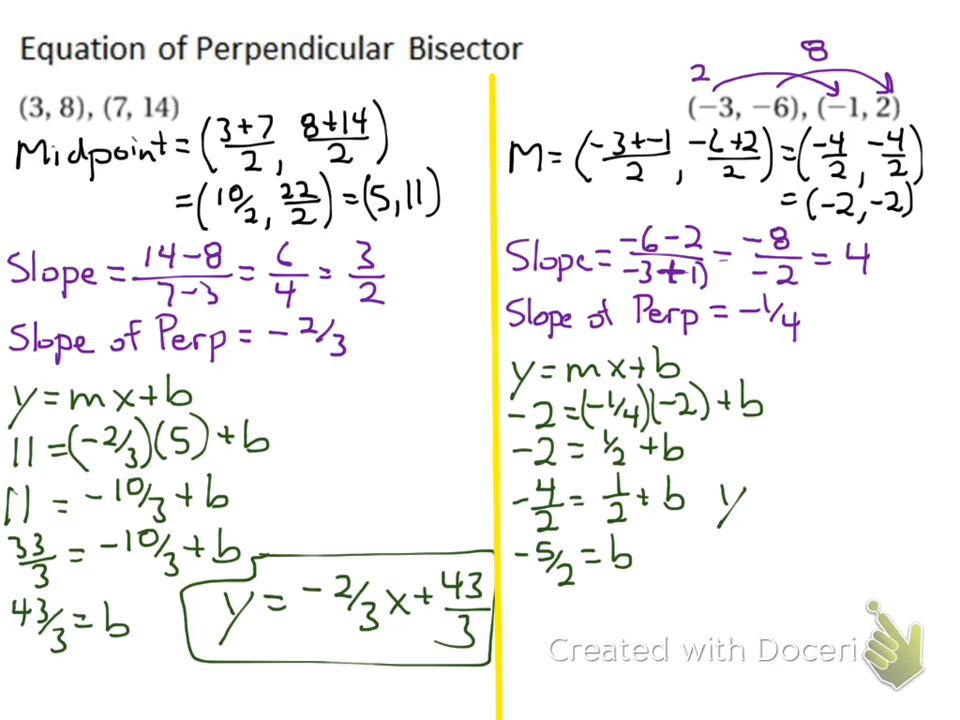 Equation of Perpendicular Bisector
(3, 8), (7, 14)
Midpoint = (3+7/2, 8+14/2)
= (10/2, 22/2) = (5, 11)
Slope = 14-8/7-3 = 6/4 = 3/2
Slope of Perp = -2/3
y = mx+b
11 = (-2/3)(5) + b
11 = -10/3 + b
33/3 = -10/3 + b
43/3 = b
y = -2/3x + 43/3
2 8
(−3, −6), (−1, 2)
M = (-3+-1/2, -6+2/2) = (-4/2, -4/2)
= (-2, -2)
Slope = -6-2/-3+1) = -8/-2 = 4
Slope of Perp = -1/4
y = mx+b
-2 = (-1/4)(-2) + b
-2 = 1/2 + b
-4/2 = 1/2 + b y
-5/2 = b
Created with Doceri